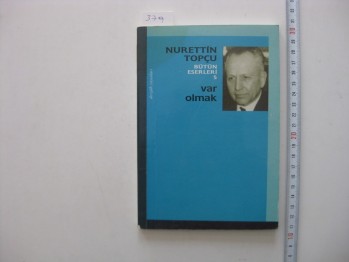 NURETTİN
TOPÇU
BÜTÜN
ESERLERİ
5
var
olmak